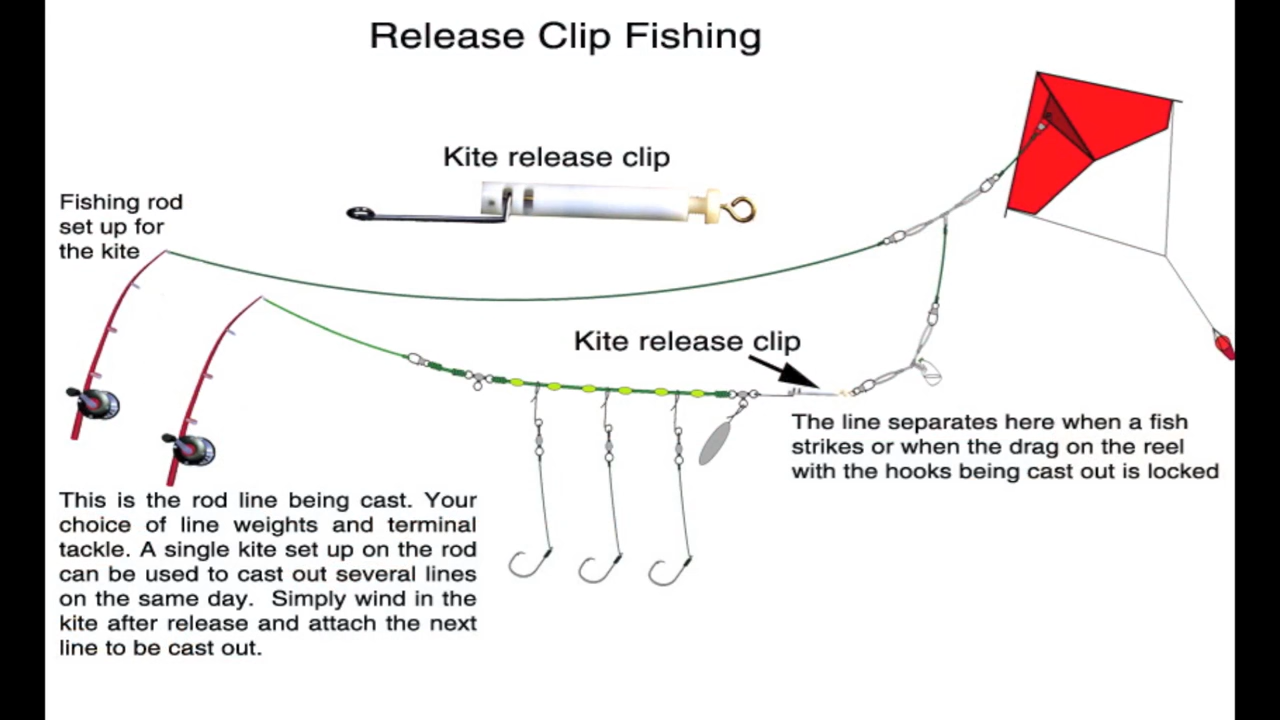 Release Clip Fishing
Kite release clip
Fishing rod
set up for
the kite
Kite release clip
The line separates here when a fish
strikes or when the drag on the reel
with the hooks being cast out is locked
This is the rod line being cast. Your
choice of line weights and terminal
tackle. A single kite set up on the rod
can be used to cast out several lines
on the same day. Simply wind in the
kite after release and attach the next
line to be cast out.